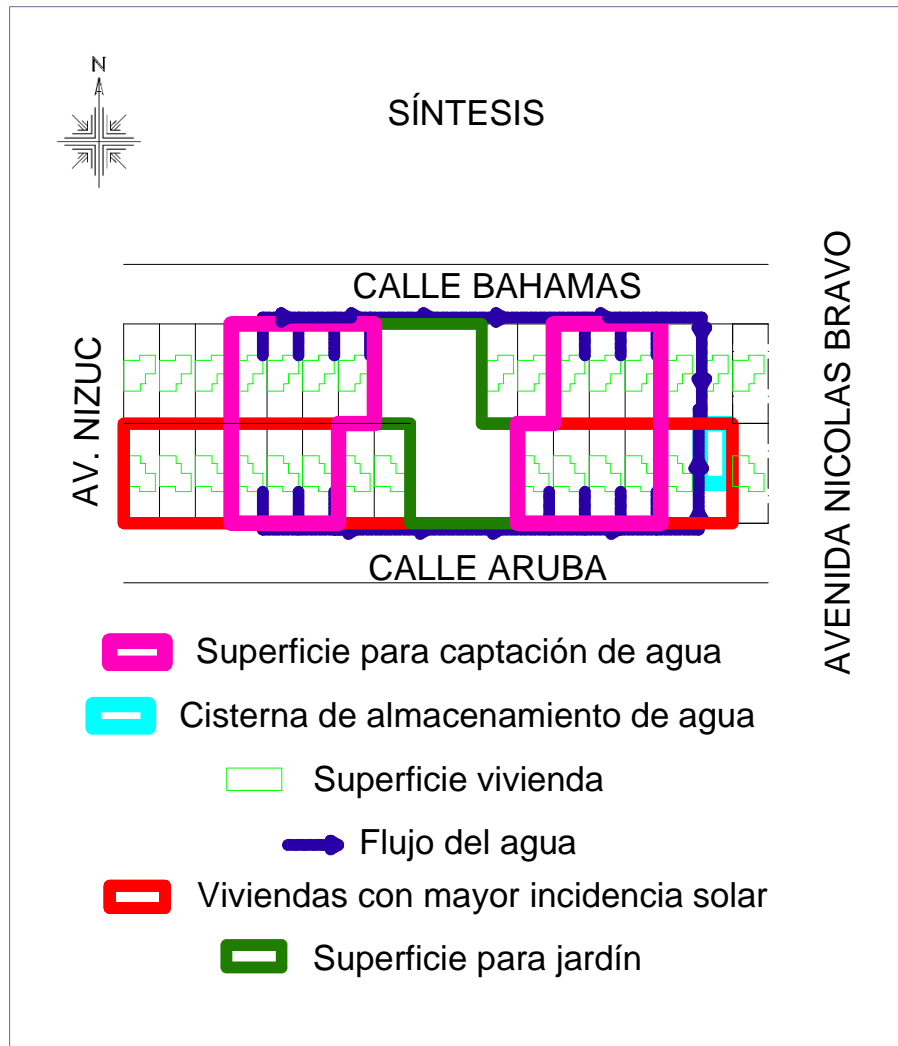 N
SÍNTESIS
CALLE BAHAMAS
AV. NIZUC
AVENIDA NICOLAS BRAVO
CALLE ARUBA
Superficie para captación de agua
Cisterna de almacenamiento de agua
Superficie vivienda
Flujo del agua
Viviendas con mayor incidencia solar
Superficie para jardín